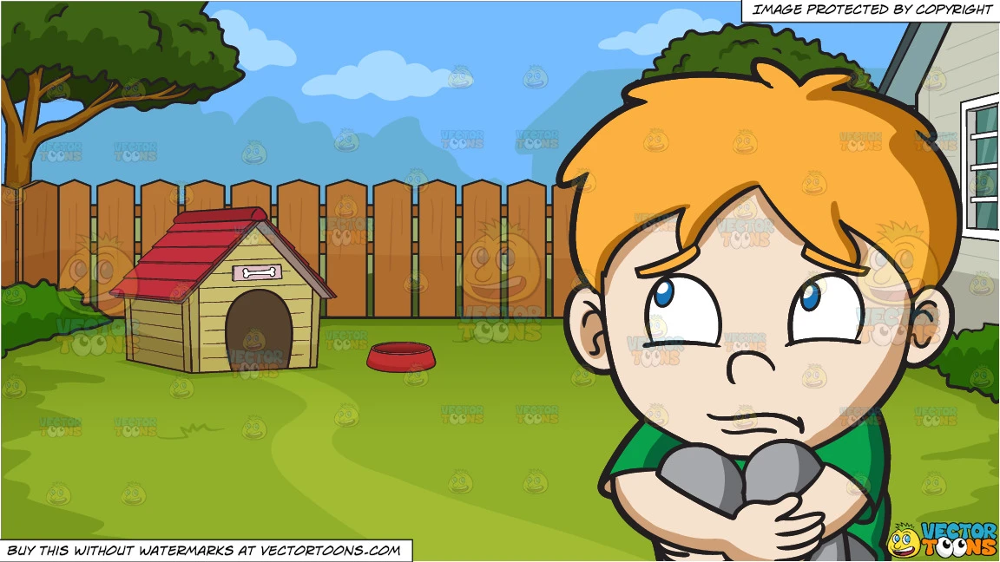 IMAGE PROTECTED BY COPYRIGHT
BUY THIS WITHOUT WATERMARKS AT VECTORTOONS.COM
VECTOR
TOONS